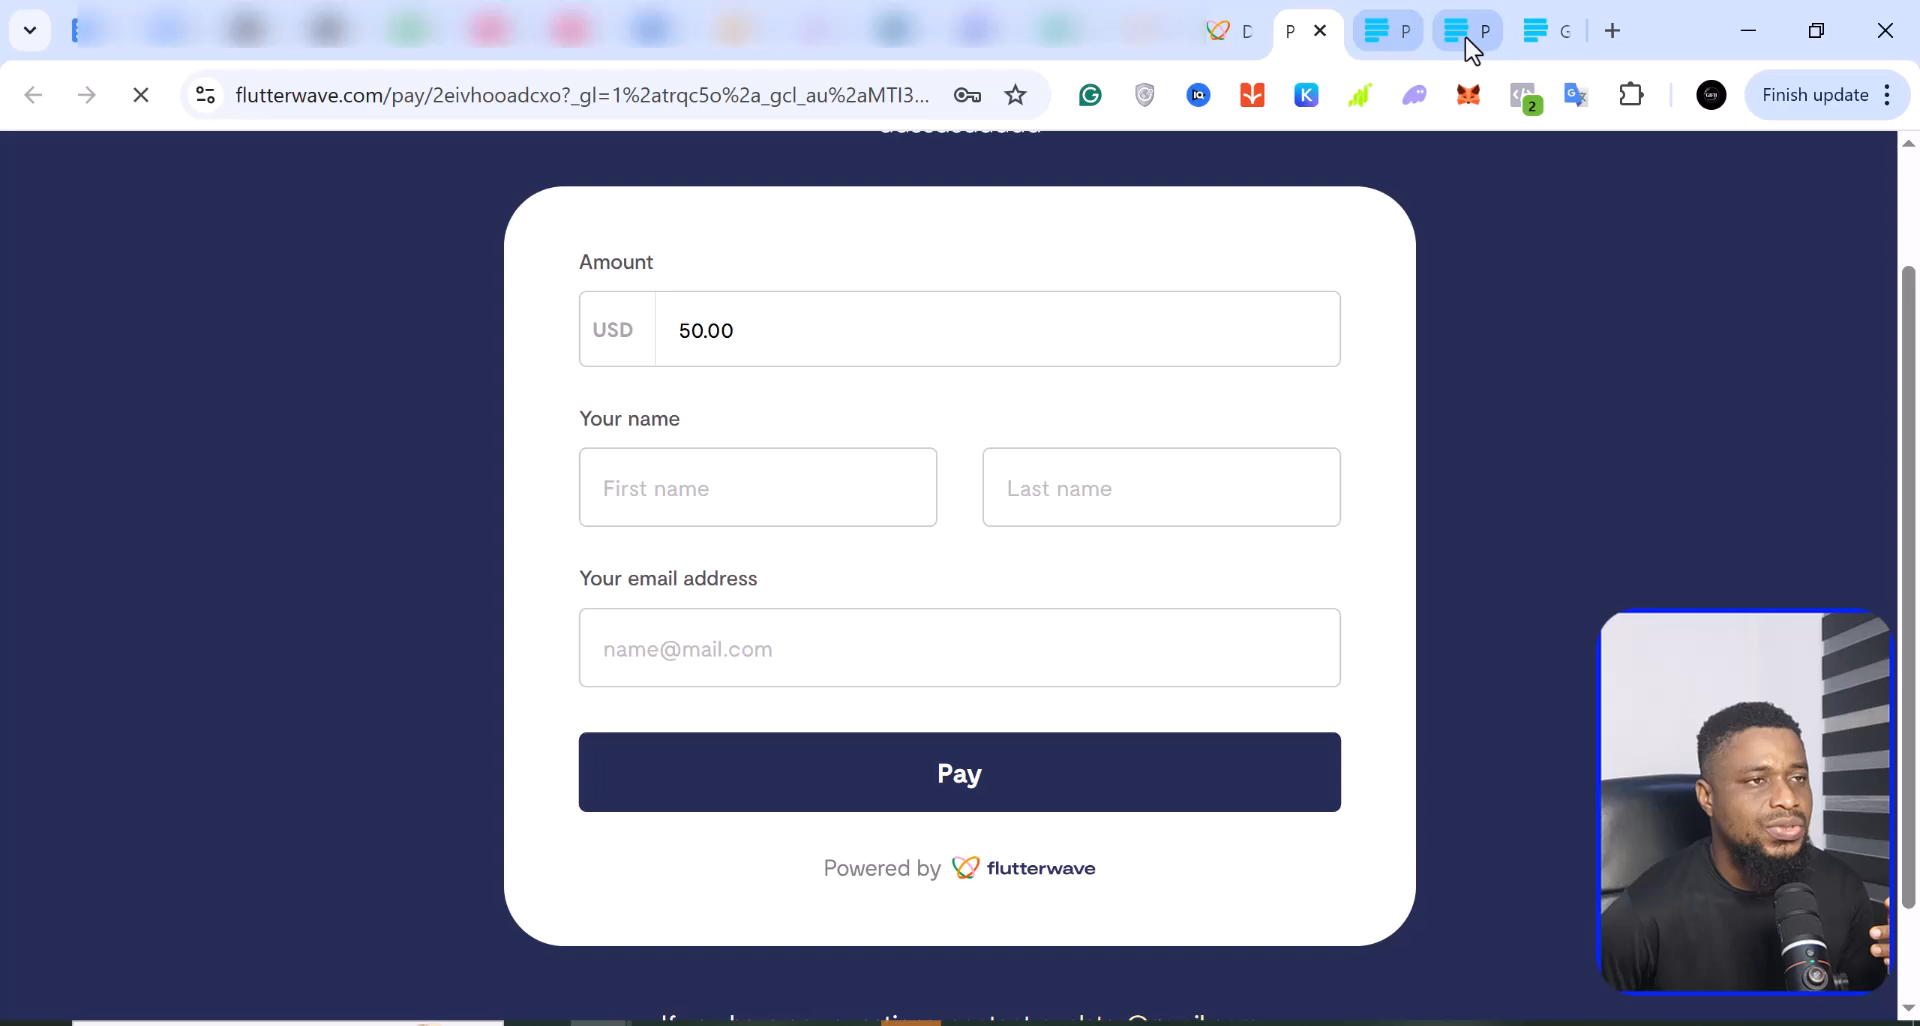 D
P
P
P
G
flutterwave.com/pay/2eivhooadcxo?_gl=1%2atrqc5o%2a_gcl_au%2aMTI3...
2
Finish update
Amount
USD
50.00
Your name
First name
Last name
Your email address
name@mail.com
Pay
Powered by flutterwave